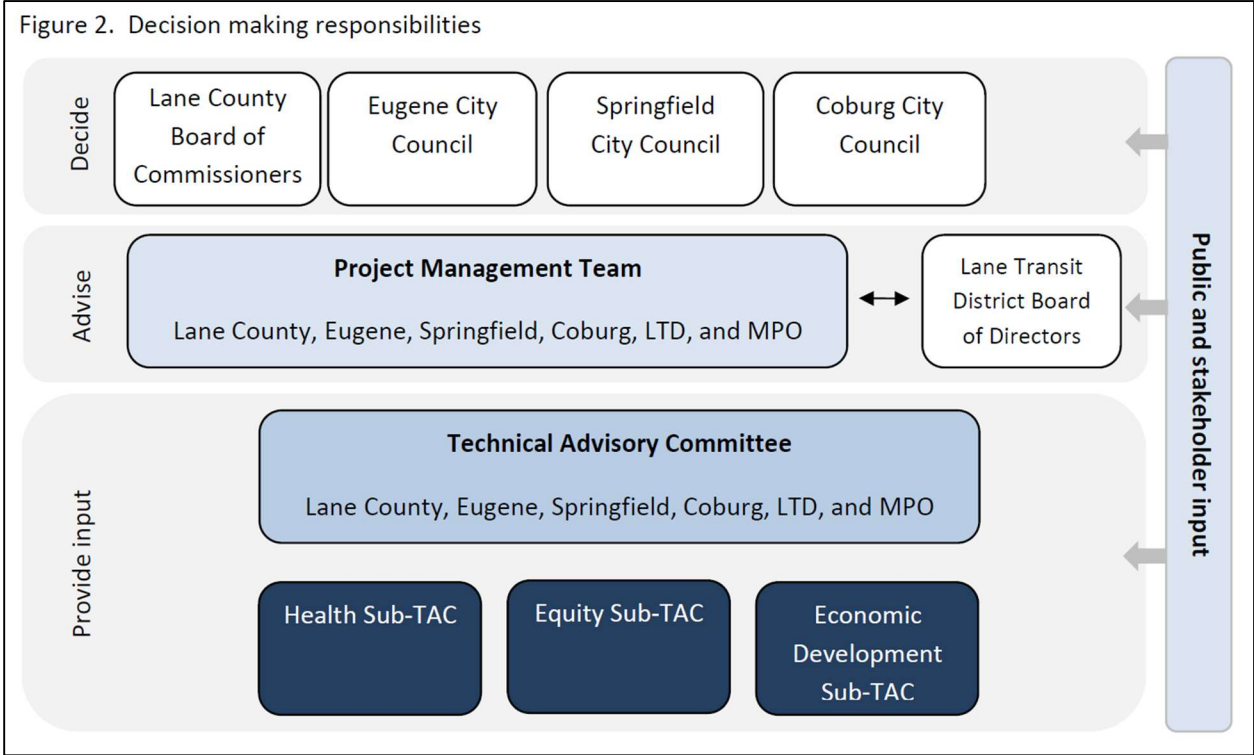 Figure 2. Decision making responsibilities
Decide
Lane County
Board of
Commissioners
Eugene City
Council
Springfield
City Council
Coburg City
Council
Advise
Project Management Team
Lane County, Eugene, Springfield, Coburg, LTD, and MPO
Lane Transit
District Board
of Directors
Provide input
Technical Advisory Committee
Lane County, Eugene, Springfield, Coburg, LTD, and MPO
Health Sub-TAC
Equity Sub-TAC
Economic
Development
Sub-TAC
Public and stakeholder input